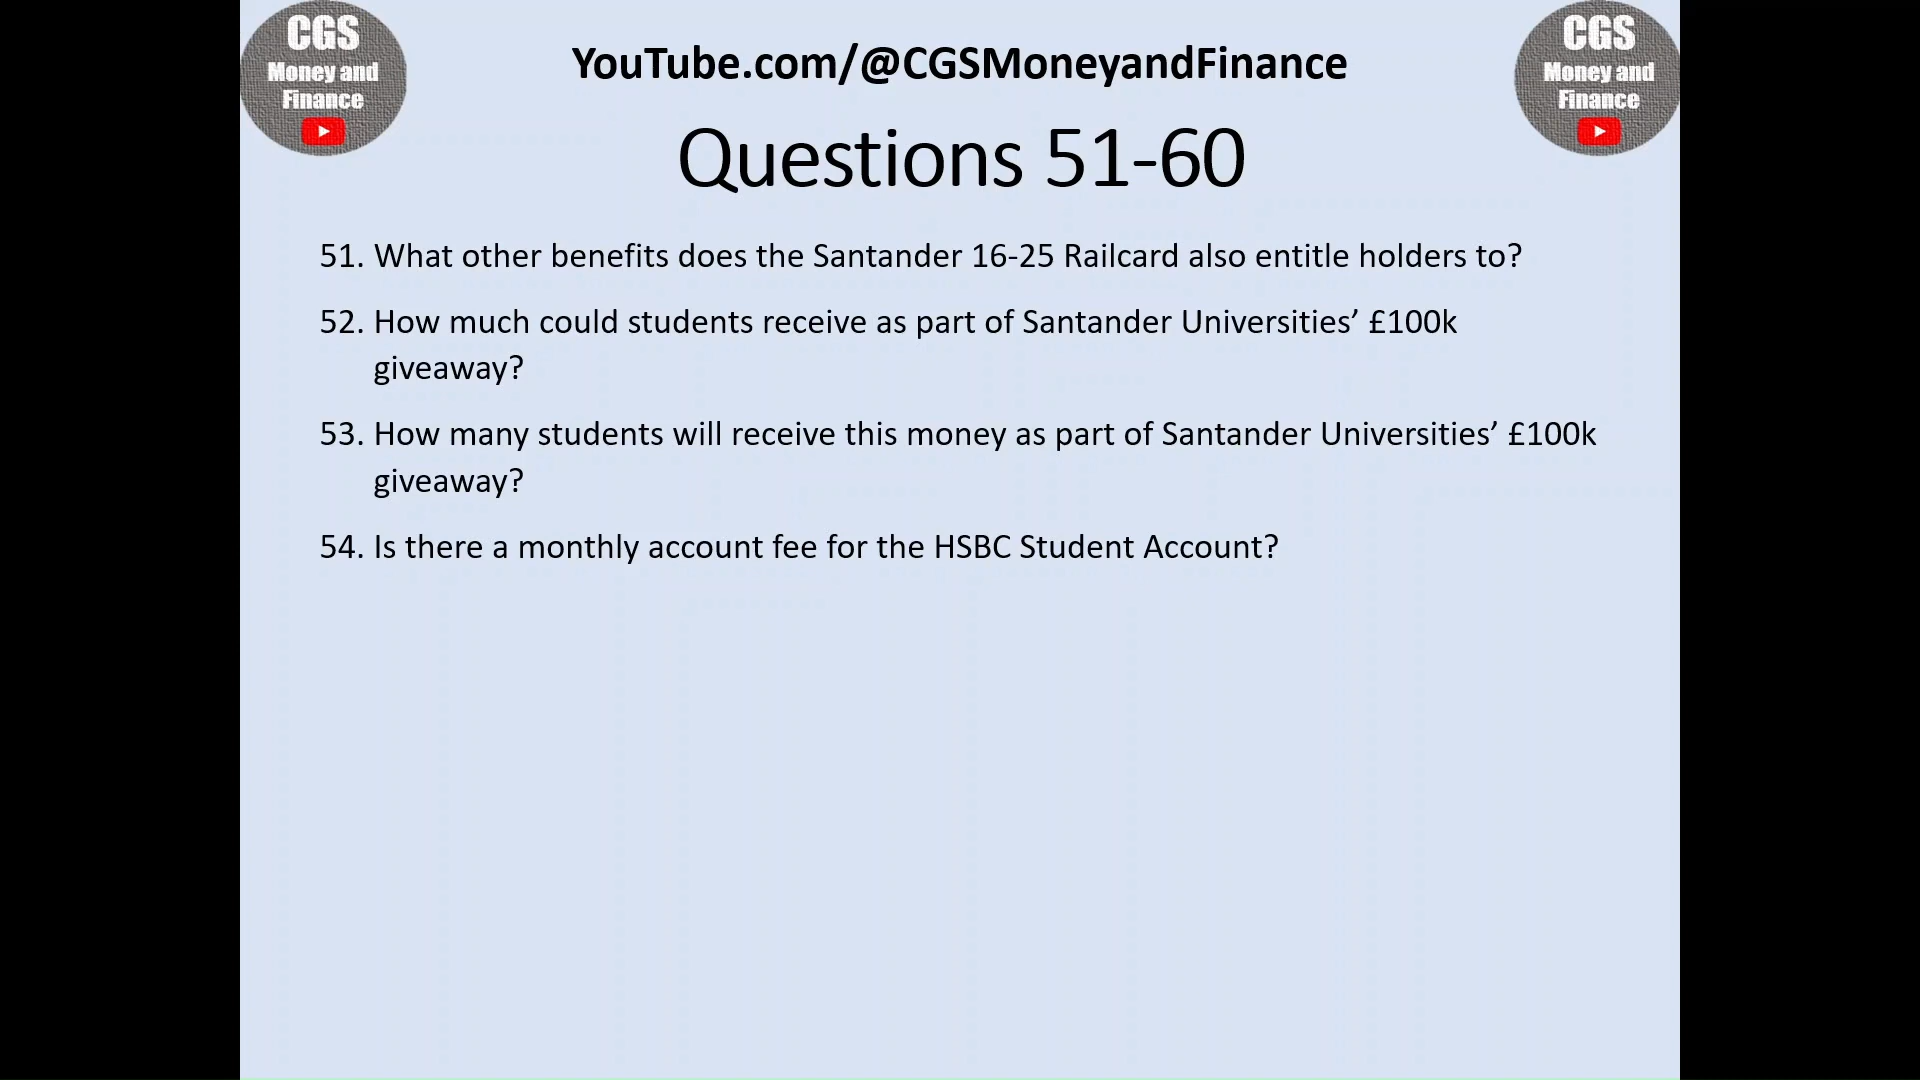 CGS
Money and
Finance
YouTube.com/@CGSMoneyandFinance
CGS
Money and
Finance
Questions 51-60
51. What other benefits does the Santander 16-25 Railcard also entitle holders to?
52. How much could students receive as part of Santander Universities’ £100k
giveaway?
53. How many students will receive this money as part of Santander Universities’ £100k
giveaway?
54. Is there a monthly account fee for the HSBC Student Account?